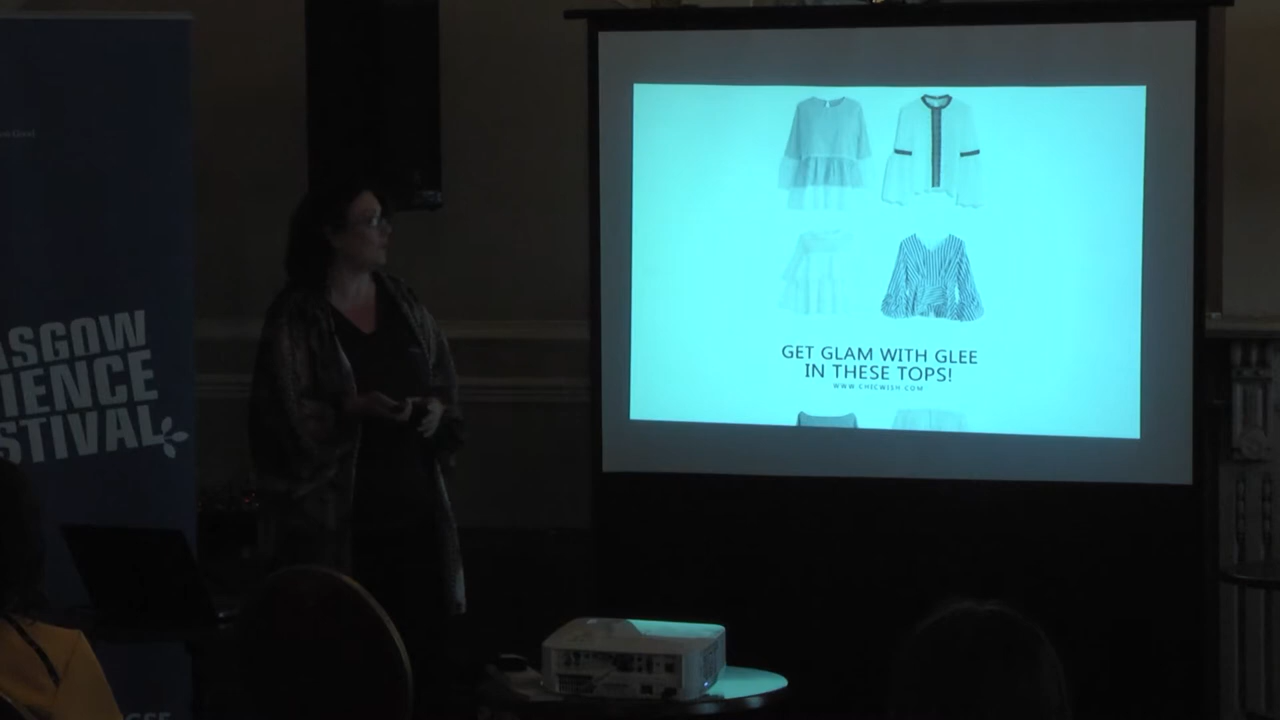 ASGOW
IENCE
STIVAL
GET GLAM WITH GLEE
IN THESE TOPS!
WWW.CHICWISH.COM